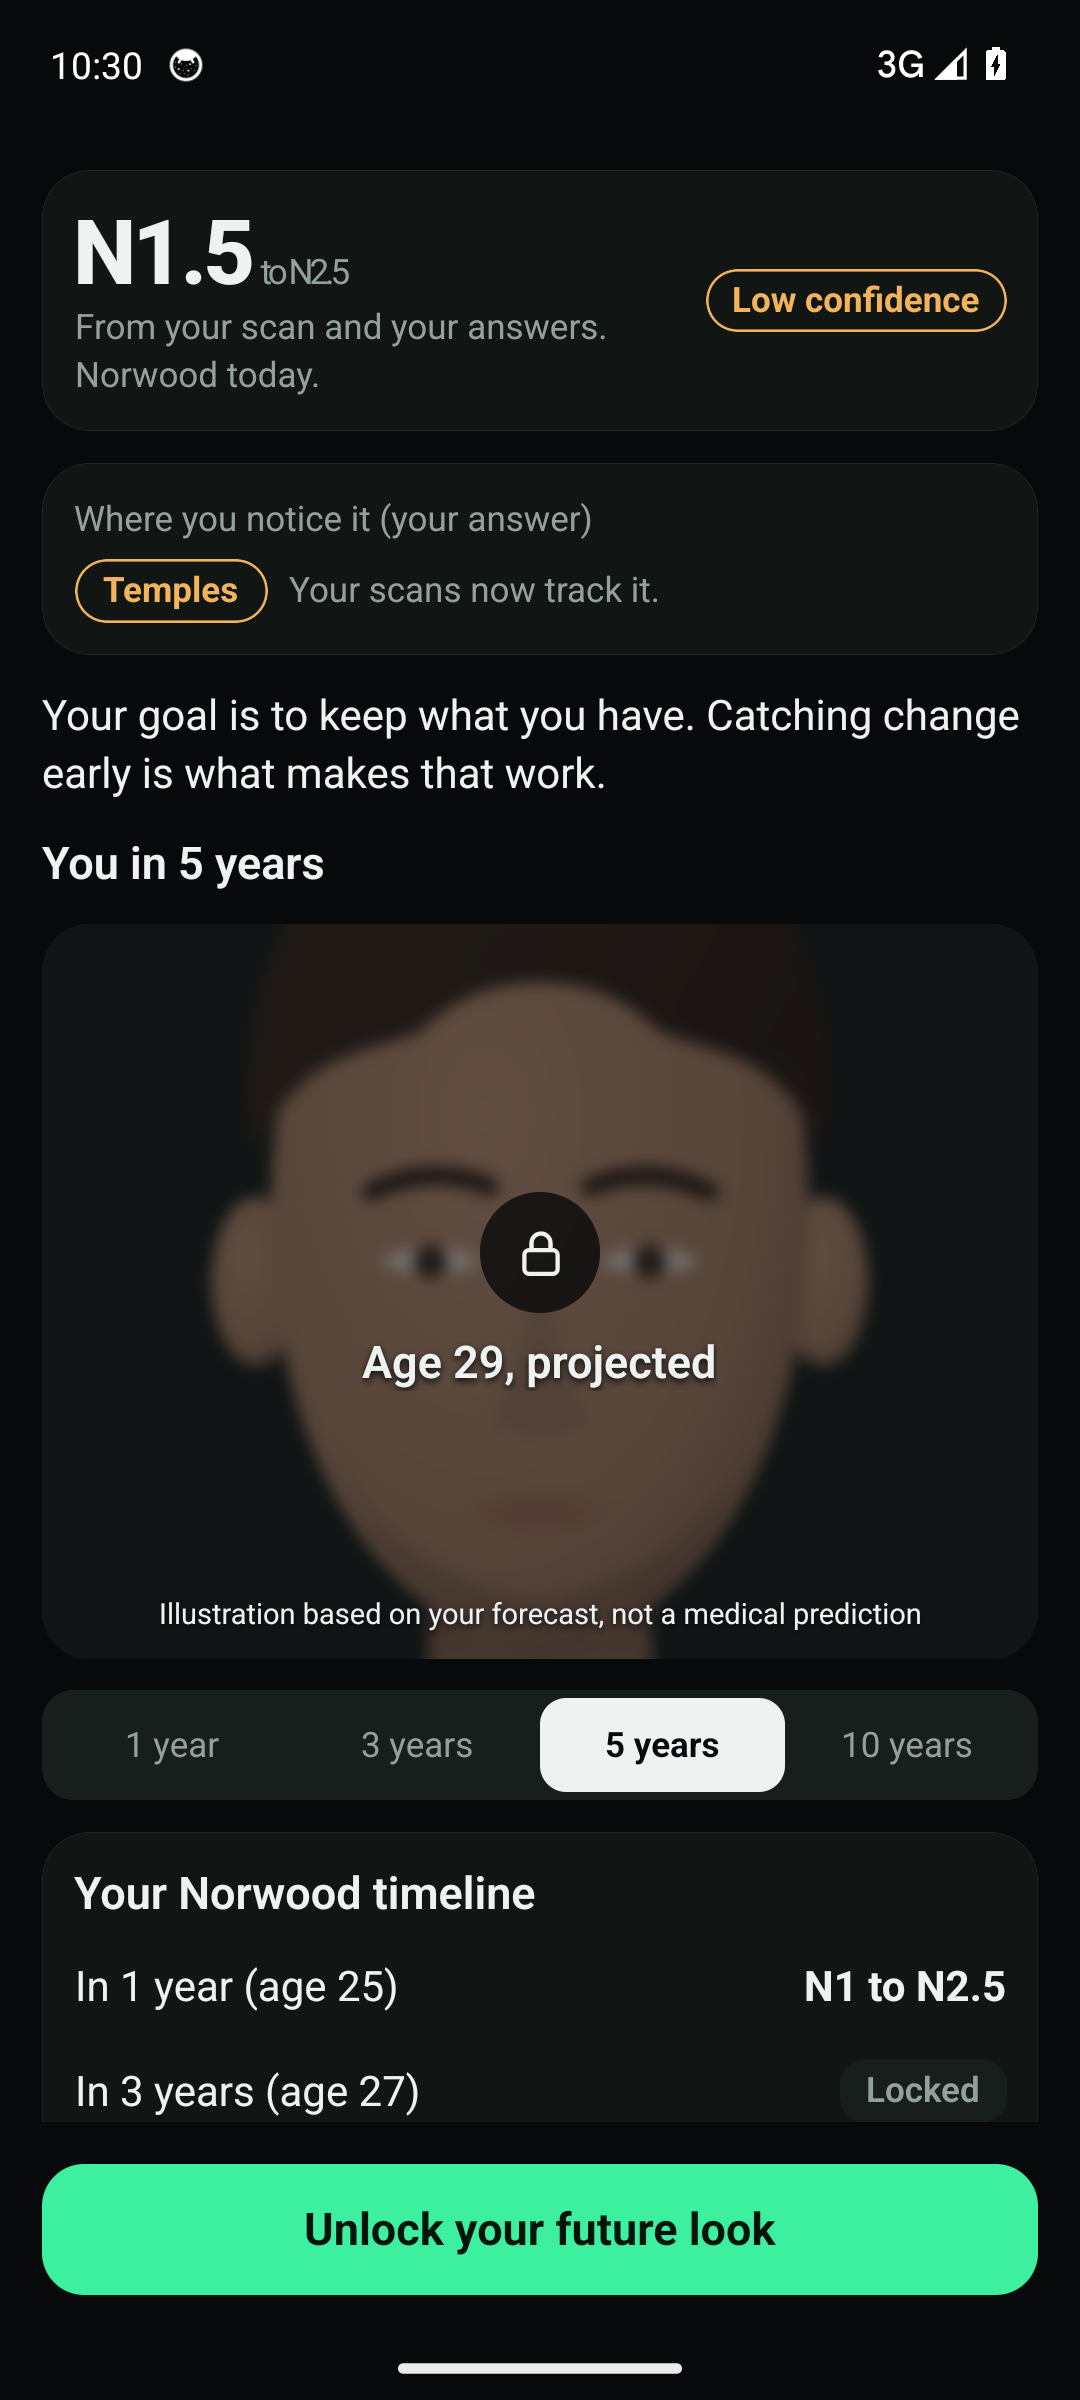 10:30
3G
N1.5 to N2.5
Low confidence
From your scan and your answers.
Norwood today.
Where you notice it (your answer)
Temples
Your scans now track it.
Your goal is to keep what you have. Catching change
early is what makes that work.
You in 5 years
Age 29, projected
Illustration based on your forecast, not a medical prediction
1 year
3 years
5 years
10 years
Your Norwood timeline
In 1 year (age 25)
N1 to N2.5
In 3 years (age 27)
Locked
Unlock your future look